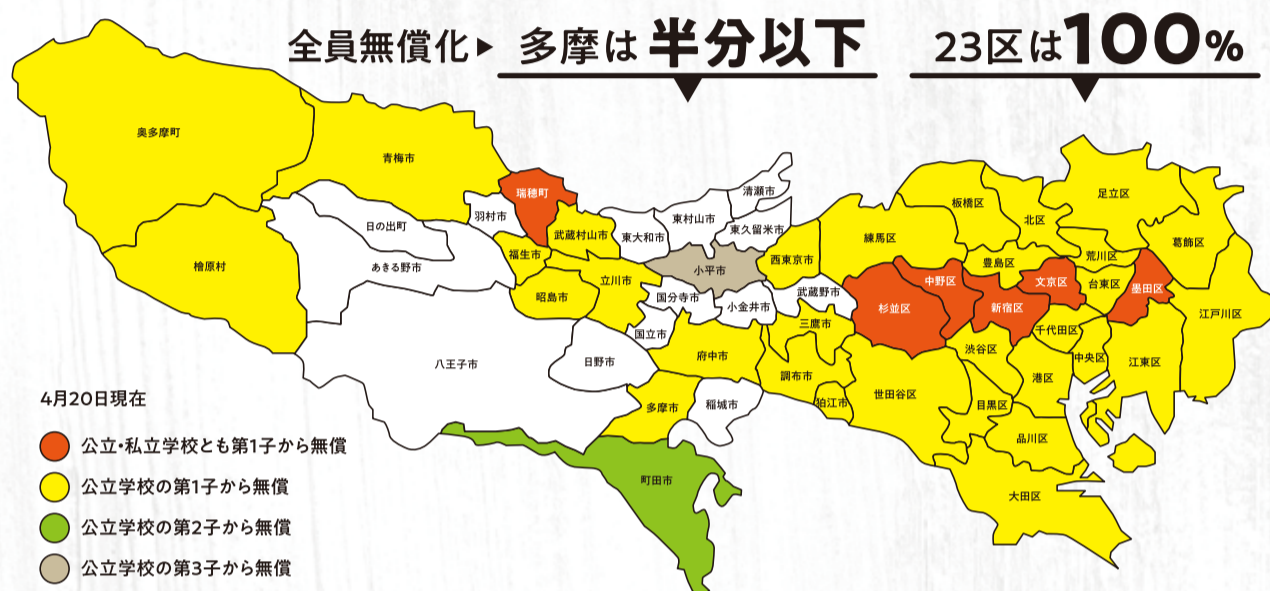 全員無償化▶ 多摩は半分以下 23区は100%
奥多摩町
青梅市
瑞穂町
羽村市
日の出町
あきる野市
檜原村
福生市
武蔵村山市
昭島市
立川市
東大和市
東村山市
清瀬市
東久留米市
小平市
西東京市
国分寺市
小金井市
武蔵野市
国立市
三鷹市
八王子市
日野市
府中市
調布市
狛江市
多摩市
稲城市
町田市
練馬区
板橋区
北区
足立区
葛飾区
豊島区
荒川区
杉並区
中野区
新宿区
文京区
台東区
墨田区
江戸川区
千代田区
渋谷区
中央区
江東区
港区
世田谷区
目黒区
品川区
大田区
4月20日現在
公立・私立学校とも第1子から無償
公立学校の第1子から無償
公立学校の第2子から無償
公立学校の第3子から無償